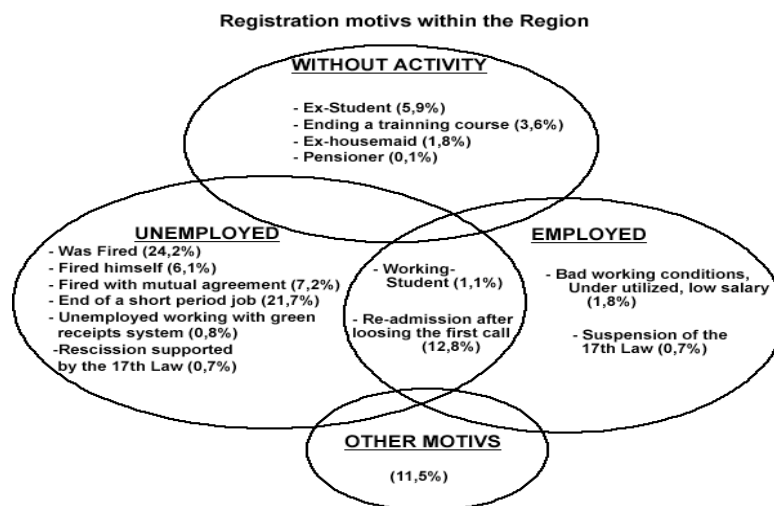 Registration motivs within the Region
WITHOUT ACTIVITY
- Ex-Student (5,9%)
- Ending a trainning course (3,6%)
- Ex-housemaid (1,8%)
- Pensioner (0,1%)
UNEMPLOYED
- Was Fired (24,2%)
- Fired himself (6,1%)
- Fired with mutual agreement (7,2%)
- End of a short period job (21,7%)
- Unemployed working with green
receipts system (0,8%)
-Rescission supported
by the 17th Law (0,7%)
- Working-
Student (1,1%)
- Re-admission after
loosing the first call
(12,8%)
EMPLOYED
- Bad working conditions,
Under utilized, low salary
(1,8%)
- Suspension of the
17th Law (0,7%)
OTHER MOTIVS
(11,5%)